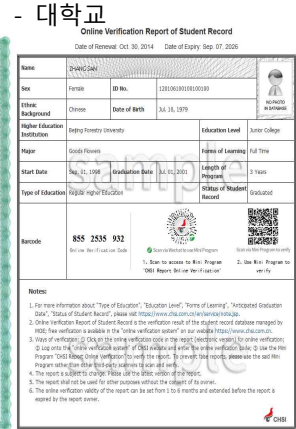 - 대학교
Online Verification Report of Student Record
Date of Renewal: Oct. 30, 2014 Date of Expiry: Sep. 07, 2026
Name ZHANG SAN
Sex Female ID No. 120106100100100100
NO PHOTO
IN DATABASE
Ethnic Background Chinese Date of Birth Jul. 10, 1979
Higher Education Institution Beijing Forestry University Education Level Junior College
Major Goods Flowers Forms of Learning Full Time
Start Date Sep. 01, 1998 Graduation Date Jul. 01, 2001 Length of Program 3 Years
Type of Education Regular Higher Education Status of Student Record Graduated
sample
Barcode
855 2535 932
Online Verification Code
Scan via Wechat to use Mini Program
Scan via Mini Program to verify
1. Scan to access to Mini Program
"CHSI Report Online Verification"
2. Use Mini Program to
verify
Notes:
1. For more information about "Type of Education", "Education Level", "Forms of Learning", "Anticipated Graduation
Date", "Status of Student Record", please visit https://www.chsi.com.cn/en/service/note.jsp.
2. Online Verification Report of Student Record is the verification result of the student record database managed by
MOE; free verification is available in the "online verification system" on our website https://www.chsi.com.cn.
3. Ways of verification: ① Click on the online verification code in the report (electronic version) for online verification;
② Log onto the "online verification system" of CHSI Website and enter the online verification code; ③ Use the Mini
Program "CHSI Report Online Verification" to verify the report. To prevent false reports, please use the said Mini
Program rather than other third-party scanners to scan and verify.
4. The report is subject to change. Please use the latest version of the report.
5. The report shall not be used for other purposes without the consent of its owner.
6. The online verification validity of the report can be set from 1 to 6 months and extended before the report is
expired by the report owner.
sample
CHSI